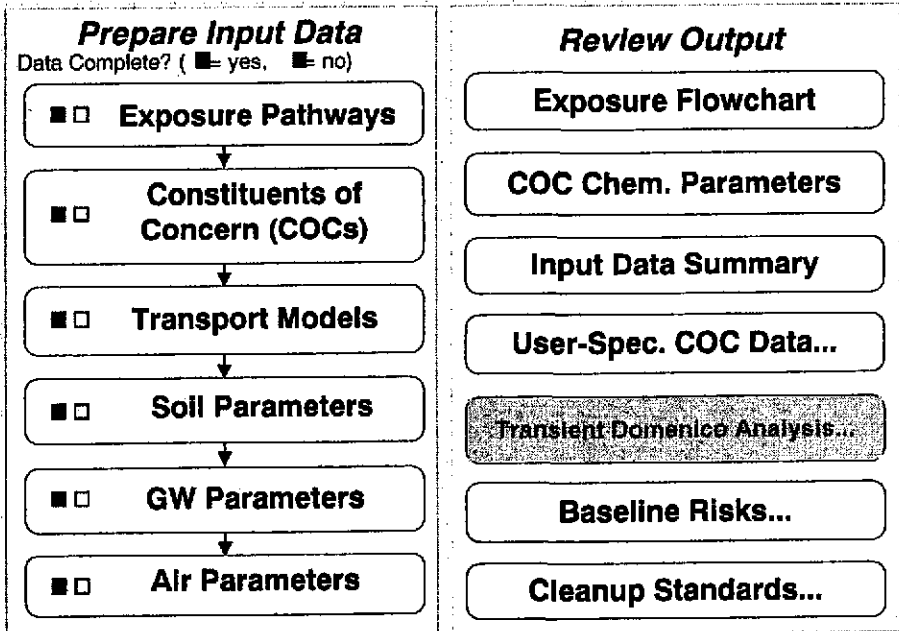 Prepare Input Data
Data Complete? ( ■= yes, ■= no)
■ □ Exposure Pathways
■ □ Constituents of
Concern (COCs)
■ □ Transport Models
■ □ Soil Parameters
■ □ GW Parameters
■ □ Air Parameters
Review Output
Exposure Flowchart
COC Chem. Parameters
Input Data Summary
User-Spec. COC Data...
Transient Domenico Analysis...
Baseline Risks...
Cleanup Standards...